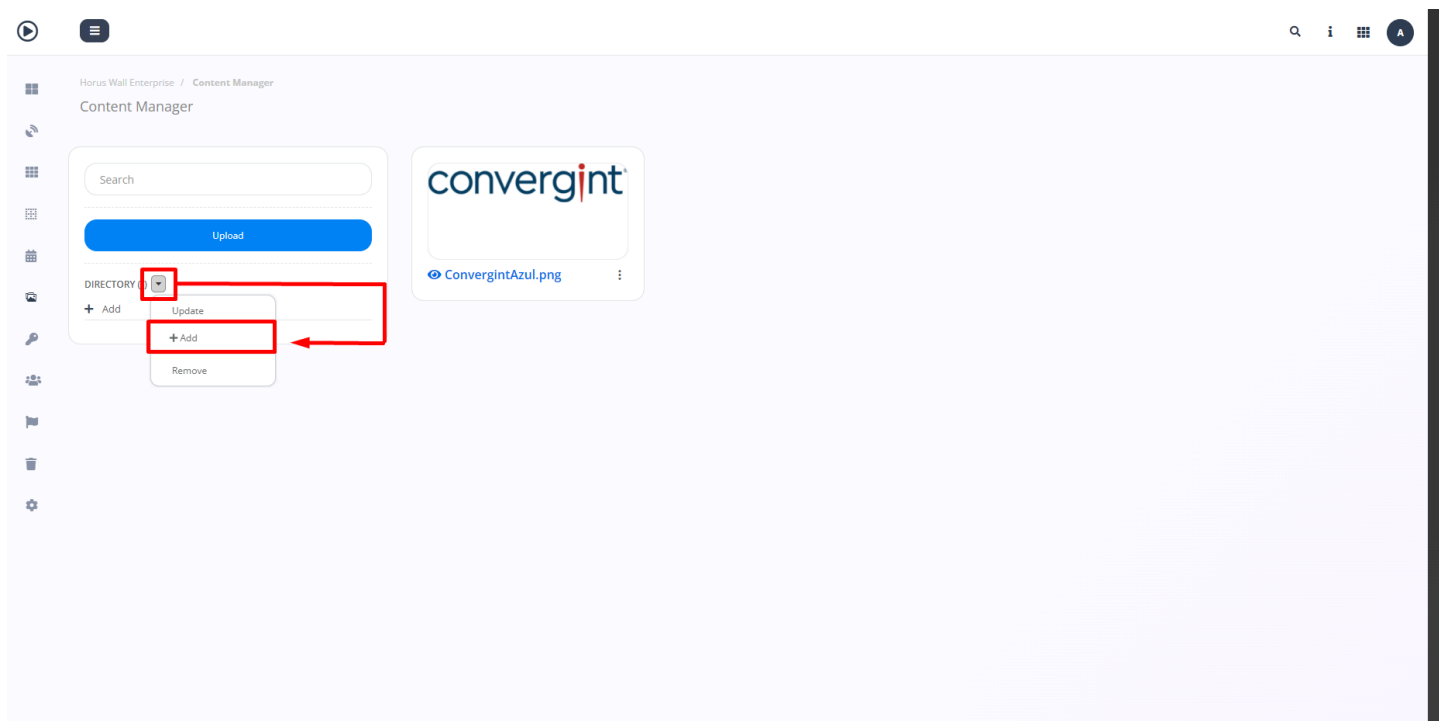 A
Horus Wall Enterprise / Content Manager
Content Manager
Search
Upload
DIRECTORY
+ Add
Update
+ Add
Remove
convergint
ConvergintAzul.png